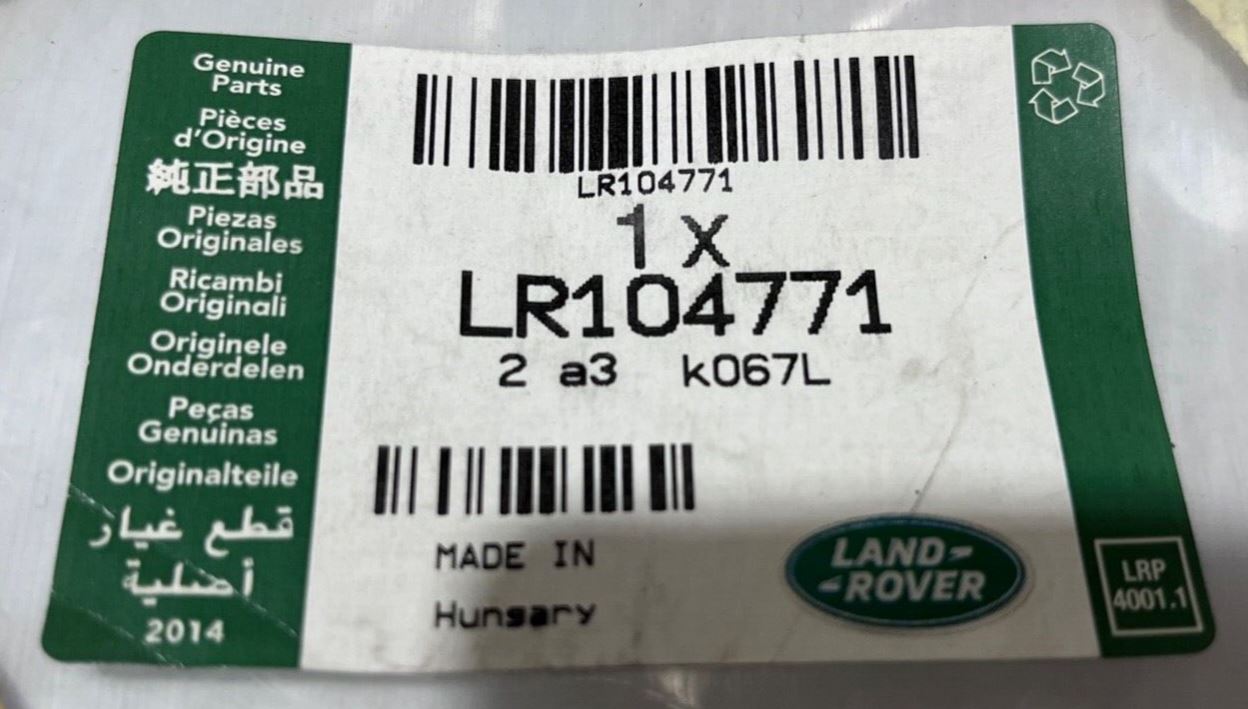 Genuine
Parts
Pièces
d'Origine
純正部品
Piezas
Originales
Ricambi
Originali
Originele
Onderdelen
Peças
Genuinas
Originalteile
قطع غيار
أصلية
2014
LR104771
1 x
LR104771
2 a3 k067L
MADE IN
Hungary
LAND-
-ROVER
LRP
4001.1